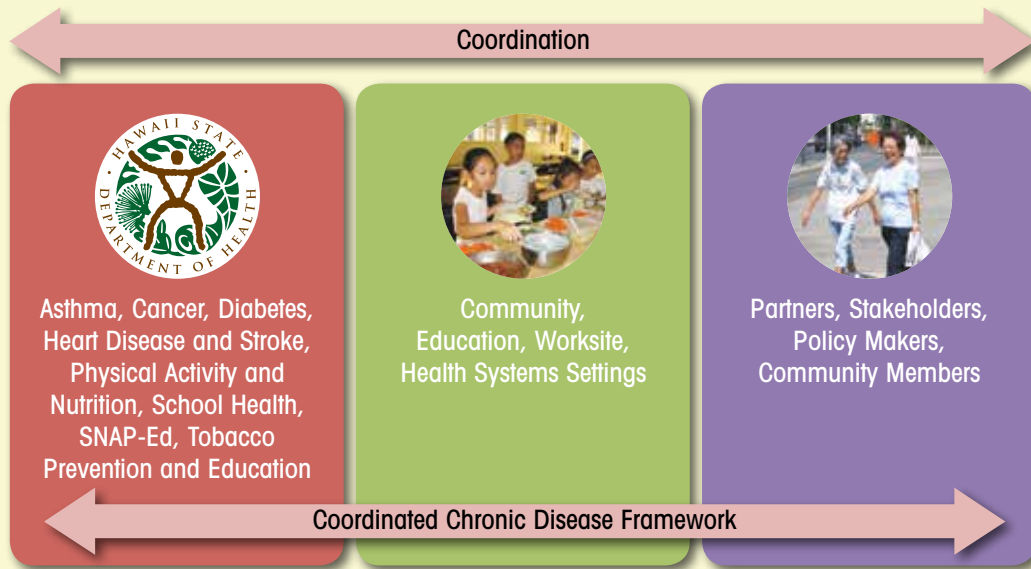 Coordination
HAWAII STATE
DEPARTMENT OF HEALTH
Asthma, Cancer, Diabetes,
Heart Disease and Stroke,
Physical Activity and
Nutrition, School Health,
SNAP-Ed, Tobacco
Prevention and Education
Community,
Education, Worksite,
Health Systems Settings
Partners, Stakeholders,
Policy Makers,
Community Members
Coordinated Chronic Disease Framework